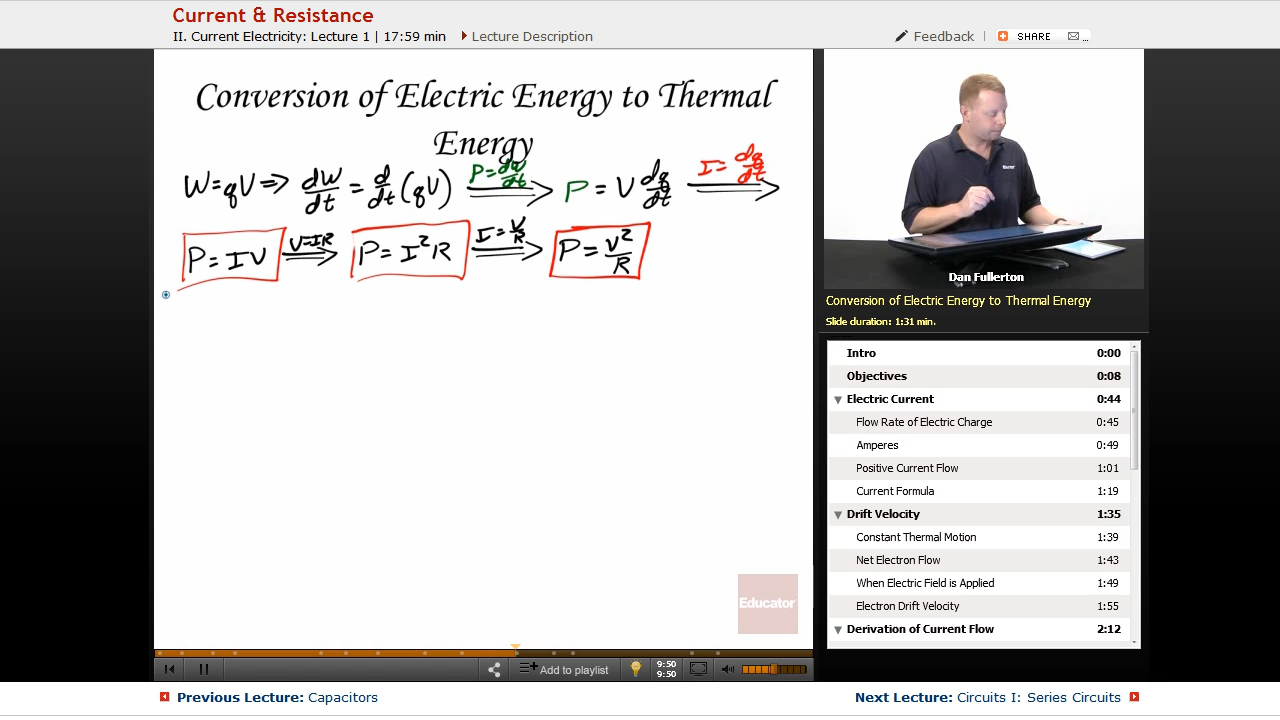 Current & Resistance
II. Current Electricity: Lecture 1 | 17:59 min
Lecture Description
Feedback
SHARE
Conversion of Electric Energy to Thermal
Energy
W=qV ⇒ dW/dt = d/dt (qV) P=dW/dt ⇒ P = V dq/dt I=dq/dt ⇒
P=IV V=IR ⇒ P=I²R I=V/R ⇒ P=V²/R
Educator
Dan Fullerton
Conversion of Electric Energy to Thermal Energy
Slide duration: 1:31 min.
Intro 0:00
Objectives 0:08
Electric Current 0:44
Flow Rate of Electric Charge 0:45
Amperes 0:49
Positive Current Flow 1:01
Current Formula 1:19
Drift Velocity 1:35
Constant Thermal Motion 1:39
Net Electron Flow 1:43
When Electric Field is Applied 1:49
Electron Drift Velocity 1:55
Derivation of Current Flow 2:12
Add to playlist
9:50
9:50
Previous Lecture: Capacitors
Next Lecture: Circuits I: Series Circuits